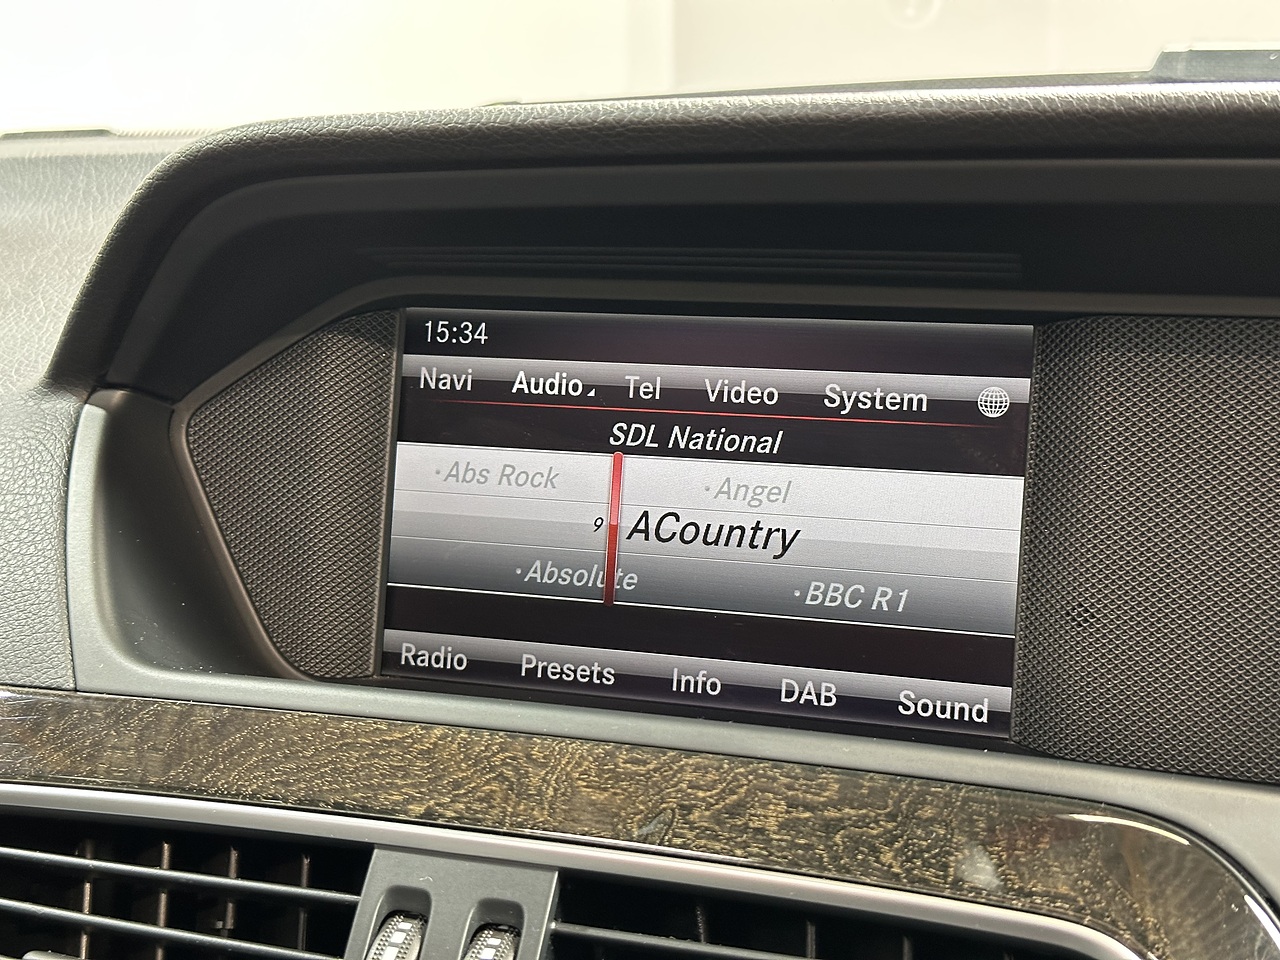 15:34
Navi Audio Tel Video System
SDL National
·Abs Rock ·Angel
9 ACountry
·Absolute ·BBC R1
Radio Presets Info DAB Sound